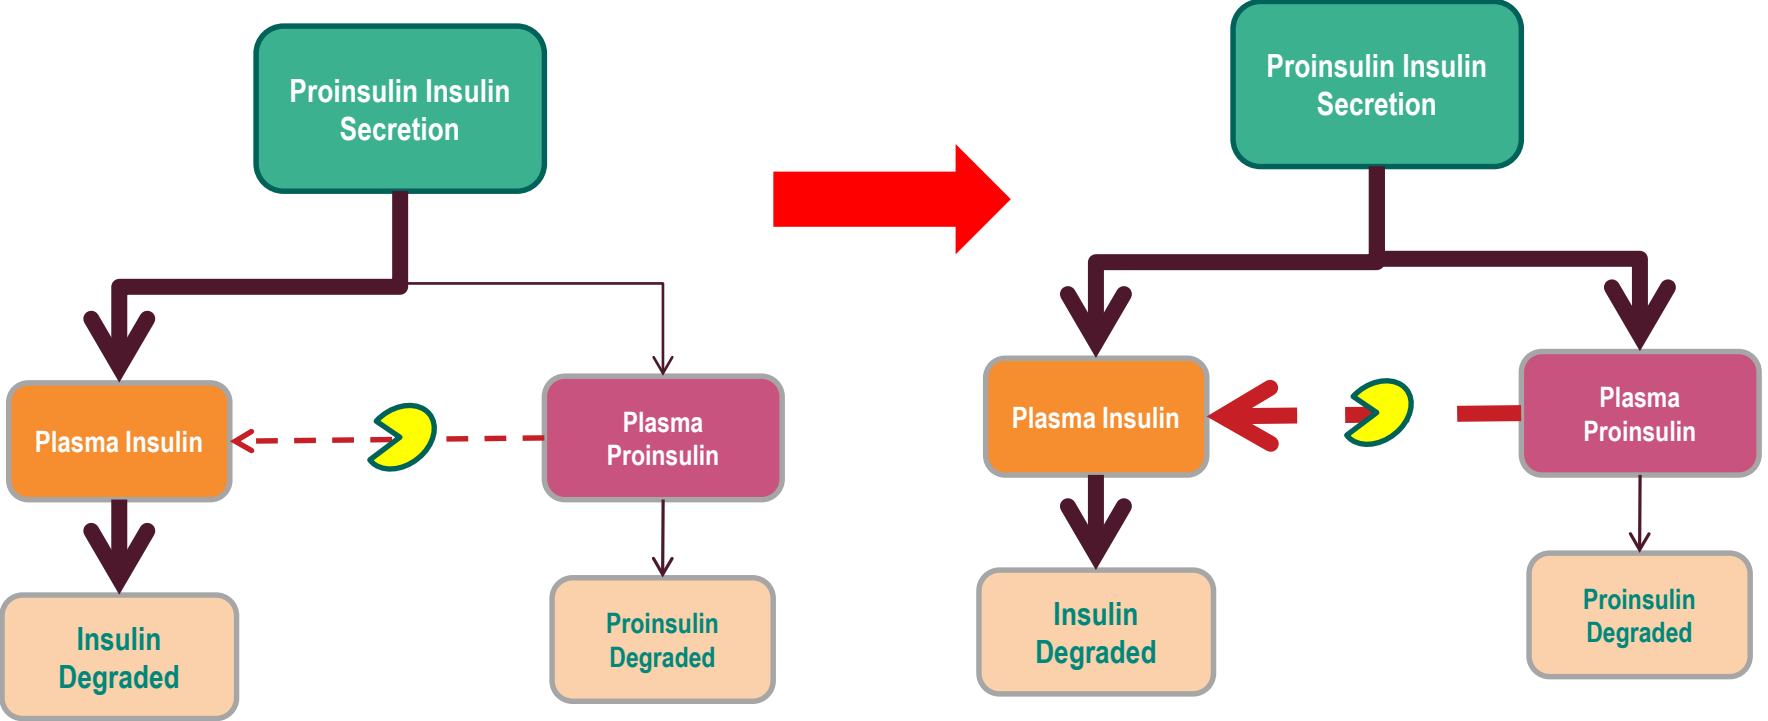 Proinsulin Insulin
Secretion
Plasma Insulin
Plasma
Proinsulin
Insulin
Degraded
Proinsulin
Degraded
Proinsulin Insulin
Secretion
Plasma Insulin
Plasma
Proinsulin
Insulin
Degraded
Proinsulin
Degraded